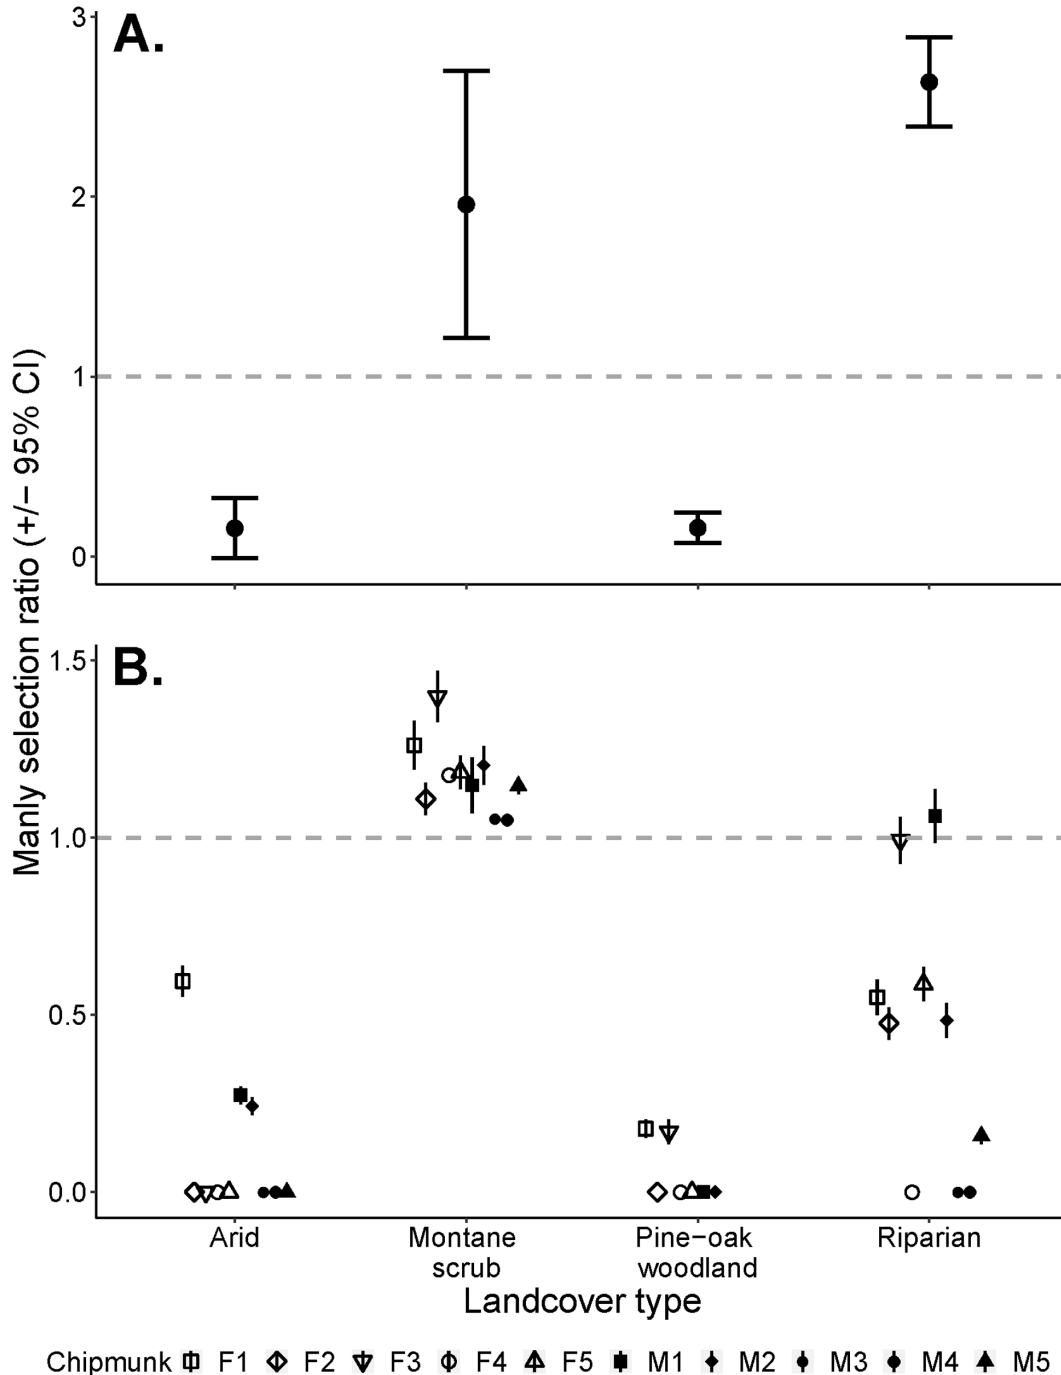 A.
3
2
1
0
Manly selection ratio (+/− 95% CI)
B.
1.5
1.0
0.5
0.0
Arid
Montane scrub
Pine−oak woodland
Riparian
Landcover type
Chipmunk F1 F2 F3 F4 F5 M1 M2 M3 M4 M5